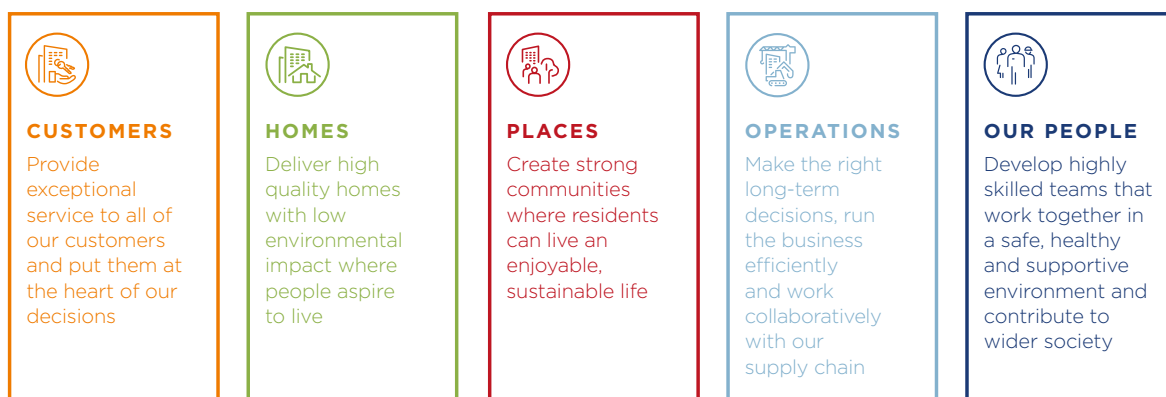 CUSTOMERS
Provide
exceptional
service to all of
our customers
and put them at
the heart of our
decisions
HOMES
Deliver high
quality homes
with low
environmental
impact where
people aspire
to live
PLACES
Create strong
communities
where residents
can live an
enjoyable,
sustainable life
OPERATIONS
Make the right
long-term
decisions, run
the business
efficiently
and work
collaboratively
with our
supply chain
OUR PEOPLE
Develop highly
skilled teams that
work together in
a safe, healthy
and supportive
environment and
contribute to
wider society